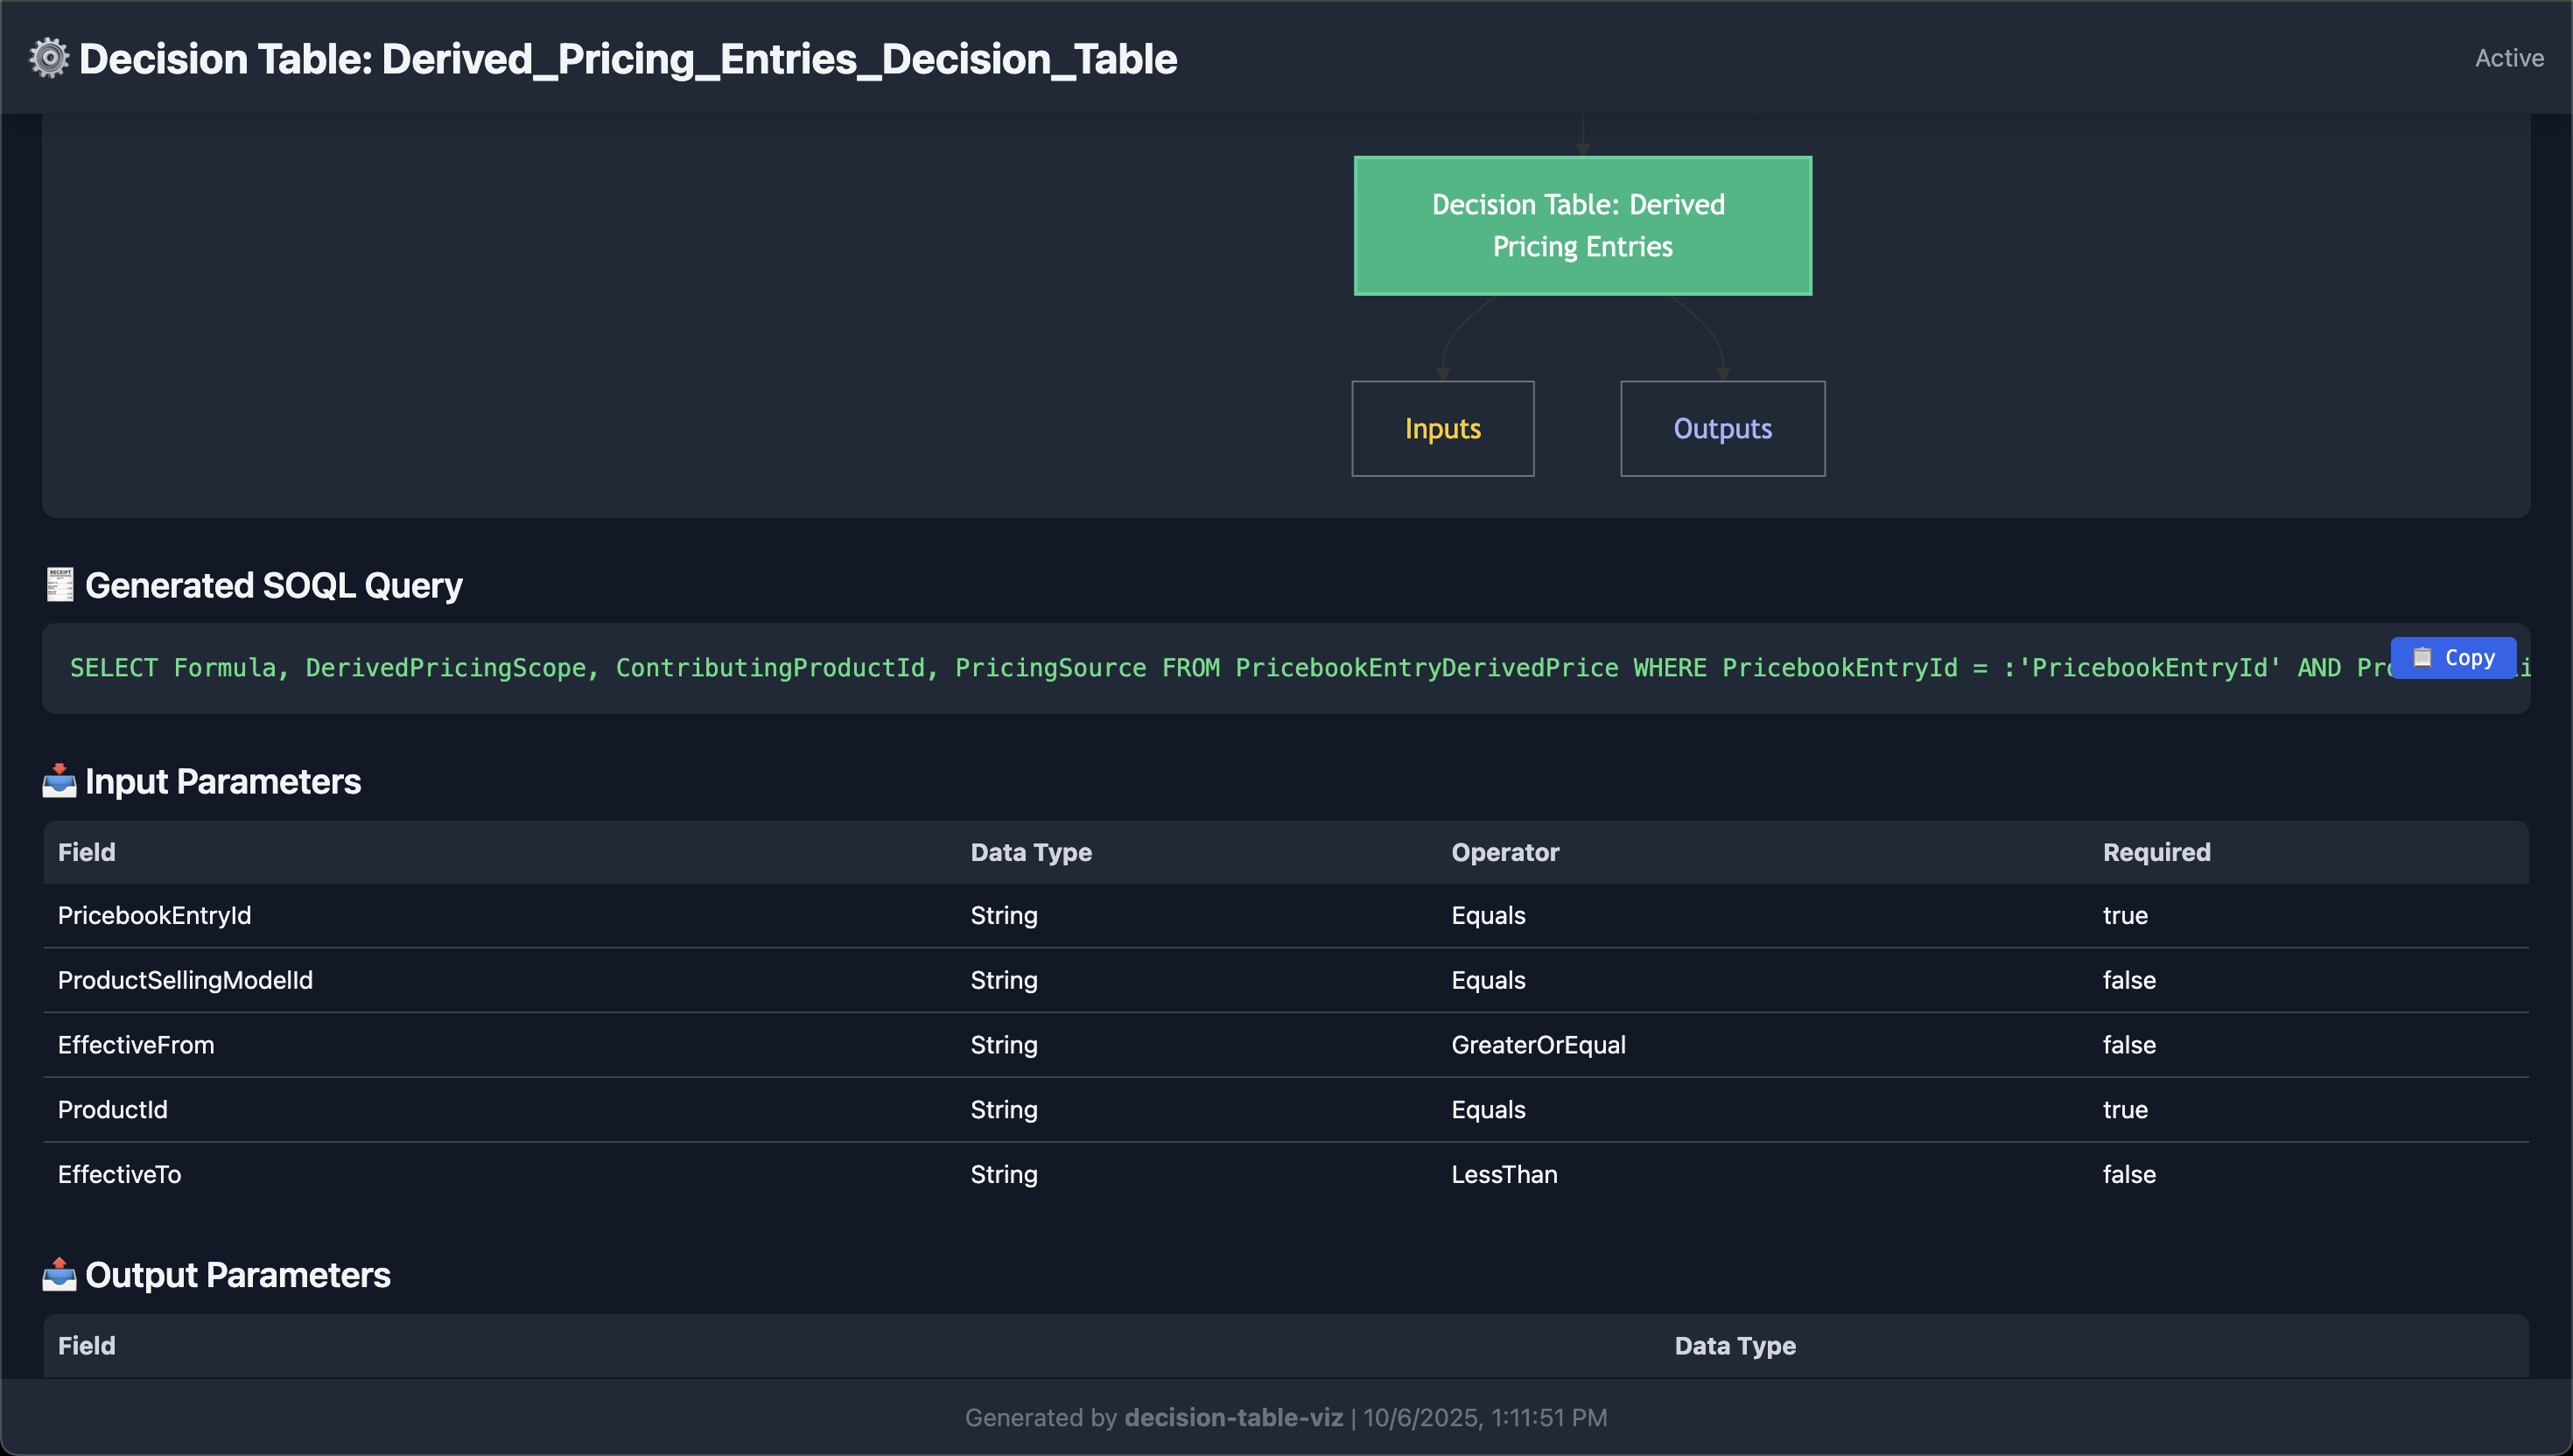 Decision Table: Derived_Pricing_Entries_Decision_Table
Active
Decision Table: Derived
Pricing Entries
Inputs
Outputs
RECEIPT
Generated SOQL Query
SELECT Formula, DerivedPricingScope, ContributingProductId, PricingSource FROM PricebookEntryDerivedPrice WHERE PricebookEntryId = :'PricebookEntryId' AND
Copy
Input Parameters
Field Data Type Operator Required
PricebookEntryId String Equals true
ProductSellingModelId String Equals false
EffectiveFrom String GreaterOrEqual false
ProductId String Equals true
EffectiveTo String LessThan false
Output Parameters
Field Data Type
Generated by decision-table-viz | 10/6/2025, 1:11:51 PM